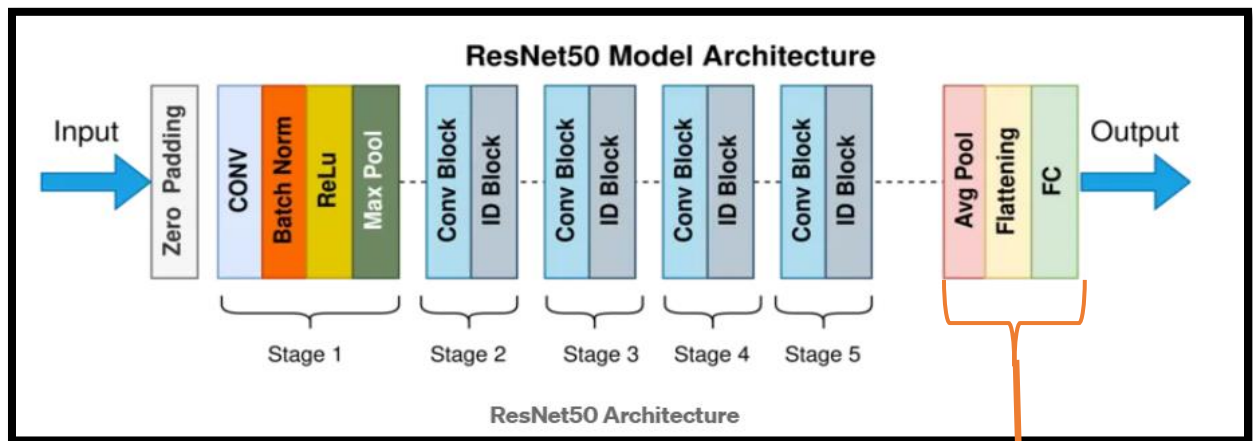 ResNet50 Model Architecture
Input
Zero Padding
CONV
Batch Norm
ReLu
Max Pool
Conv Block
ID Block
Conv Block
ID Block
Conv Block
ID Block
Conv Block
ID Block
Avg Pool
Flattening
FC
Output
Stage 1
Stage 2
Stage 3
Stage 4
Stage 5
ResNet50 Architecture